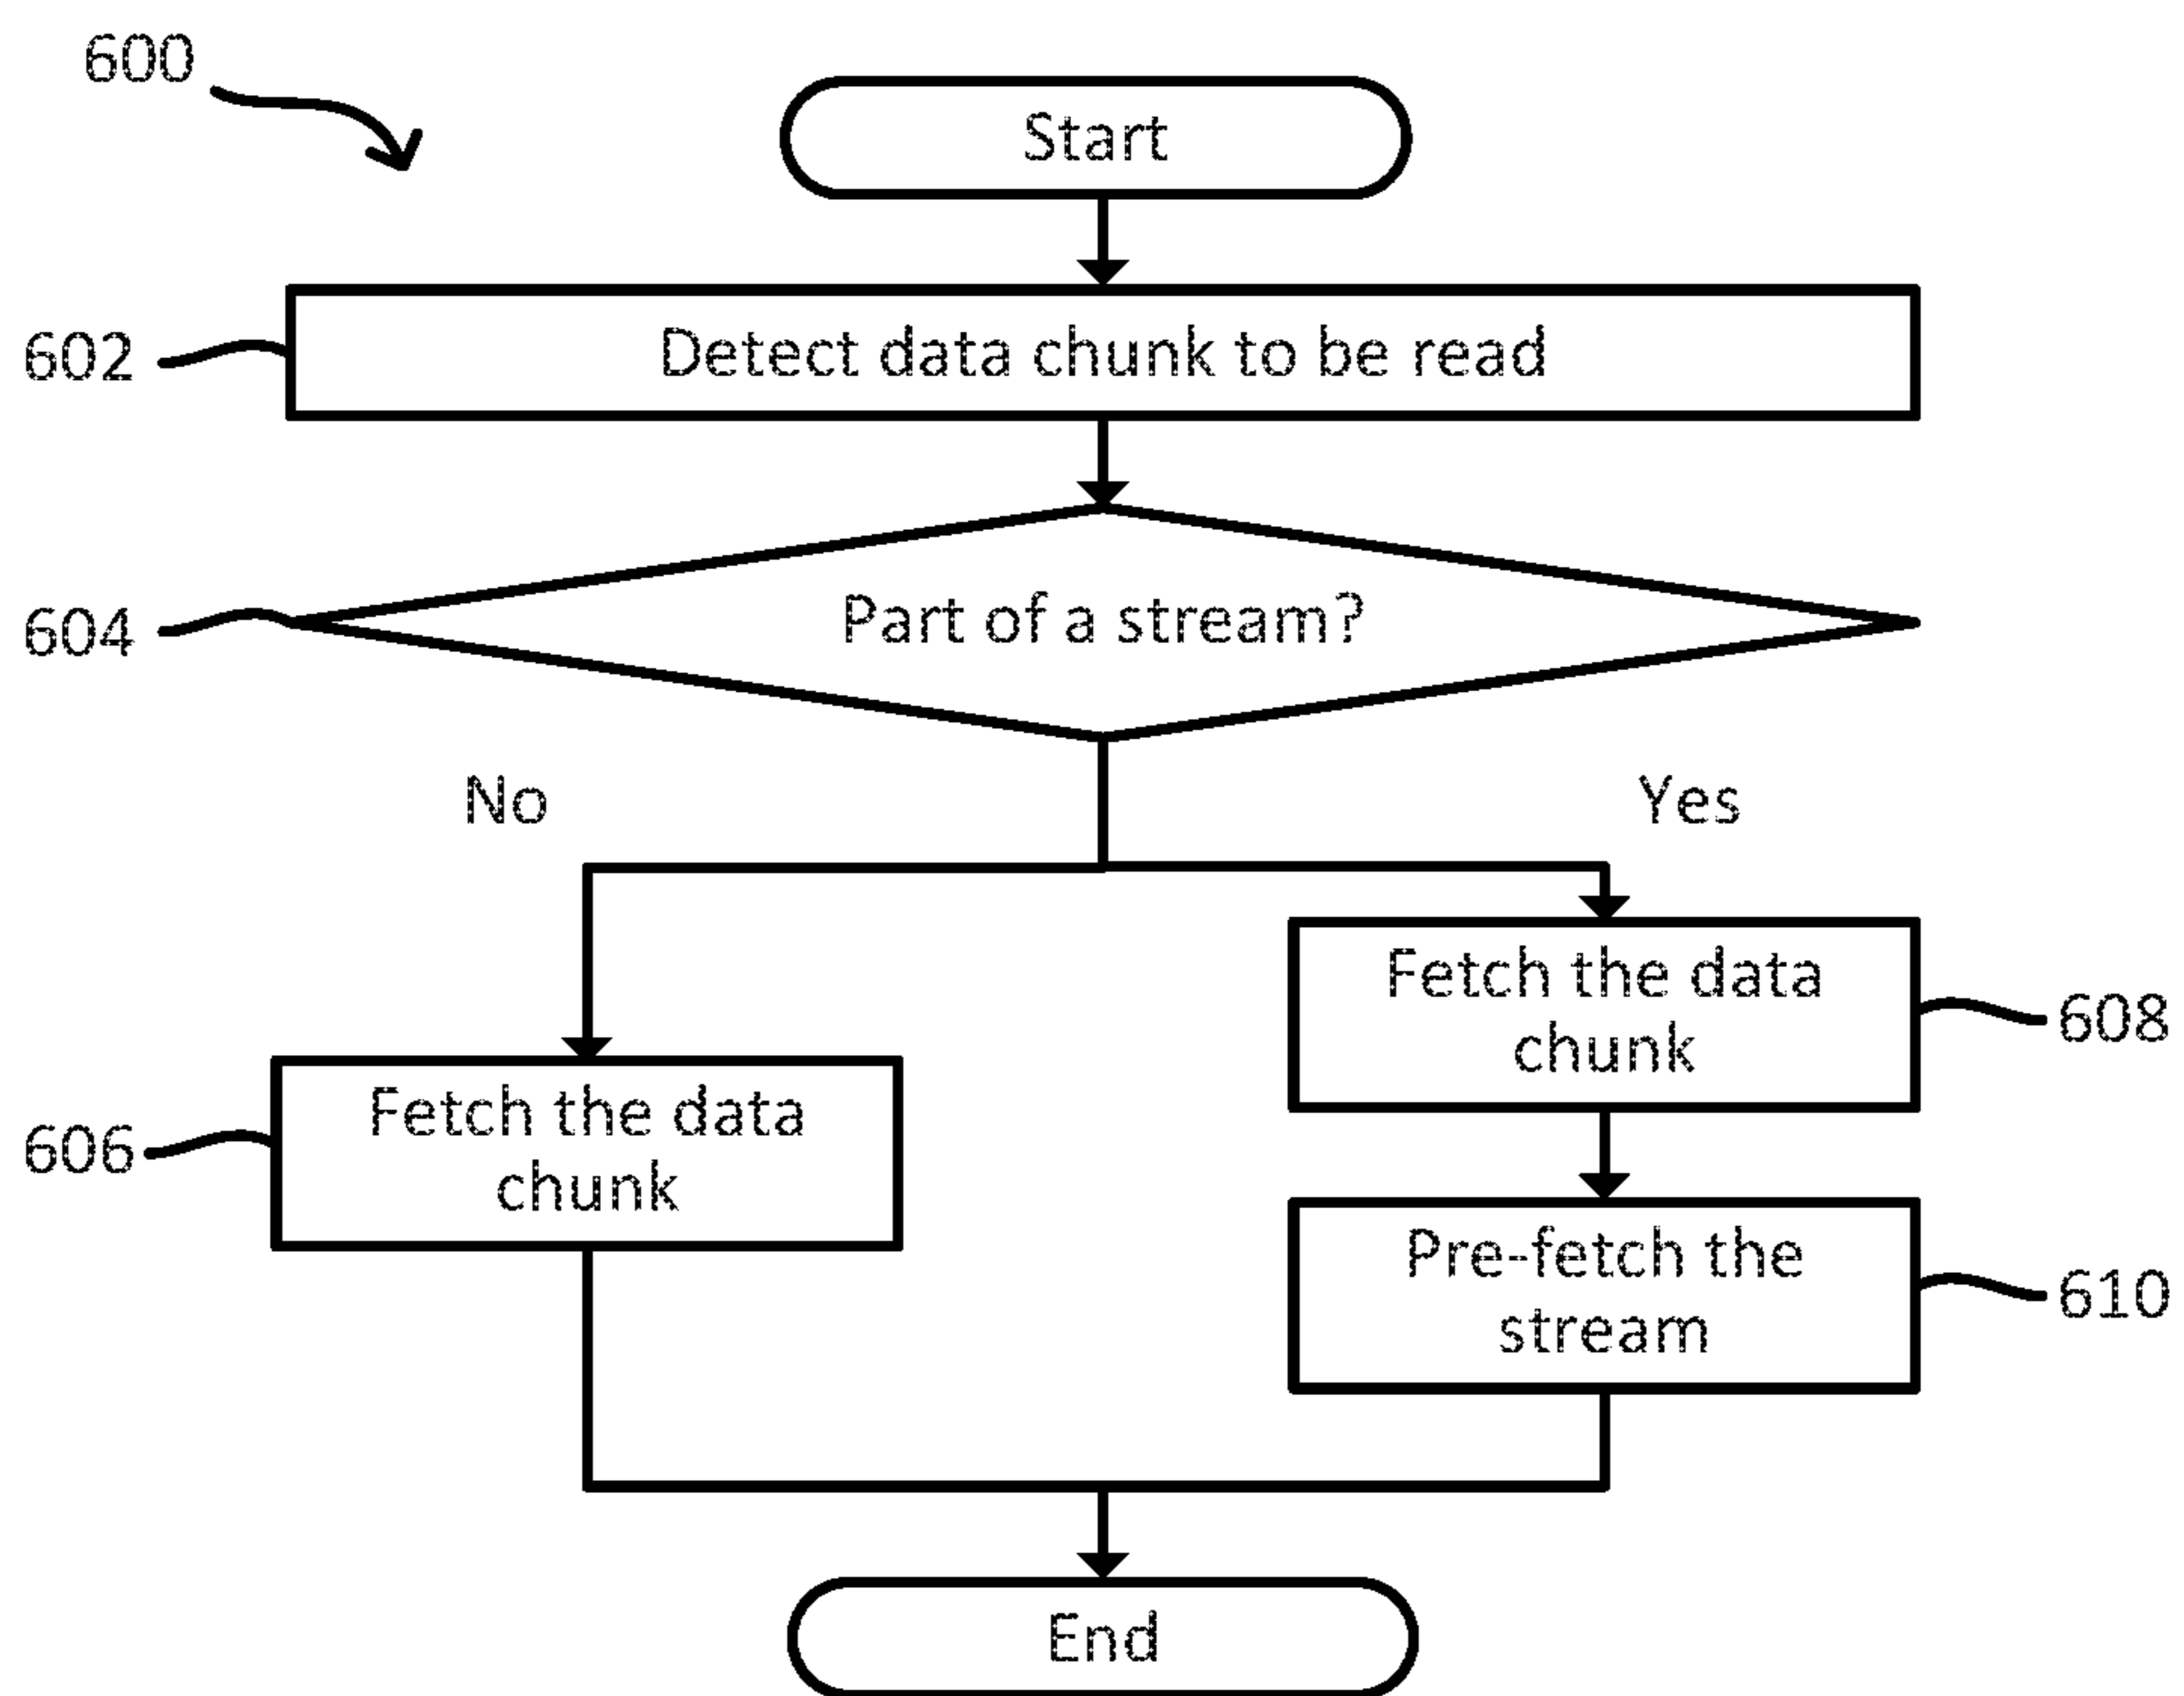 600
Start
602
Detect data chunk to be read
604
Part of a stream?
No
Yes
Fetch the data
chunk
608
606
Fetch the data
chunk
Pre-fetch the
stream
610
End